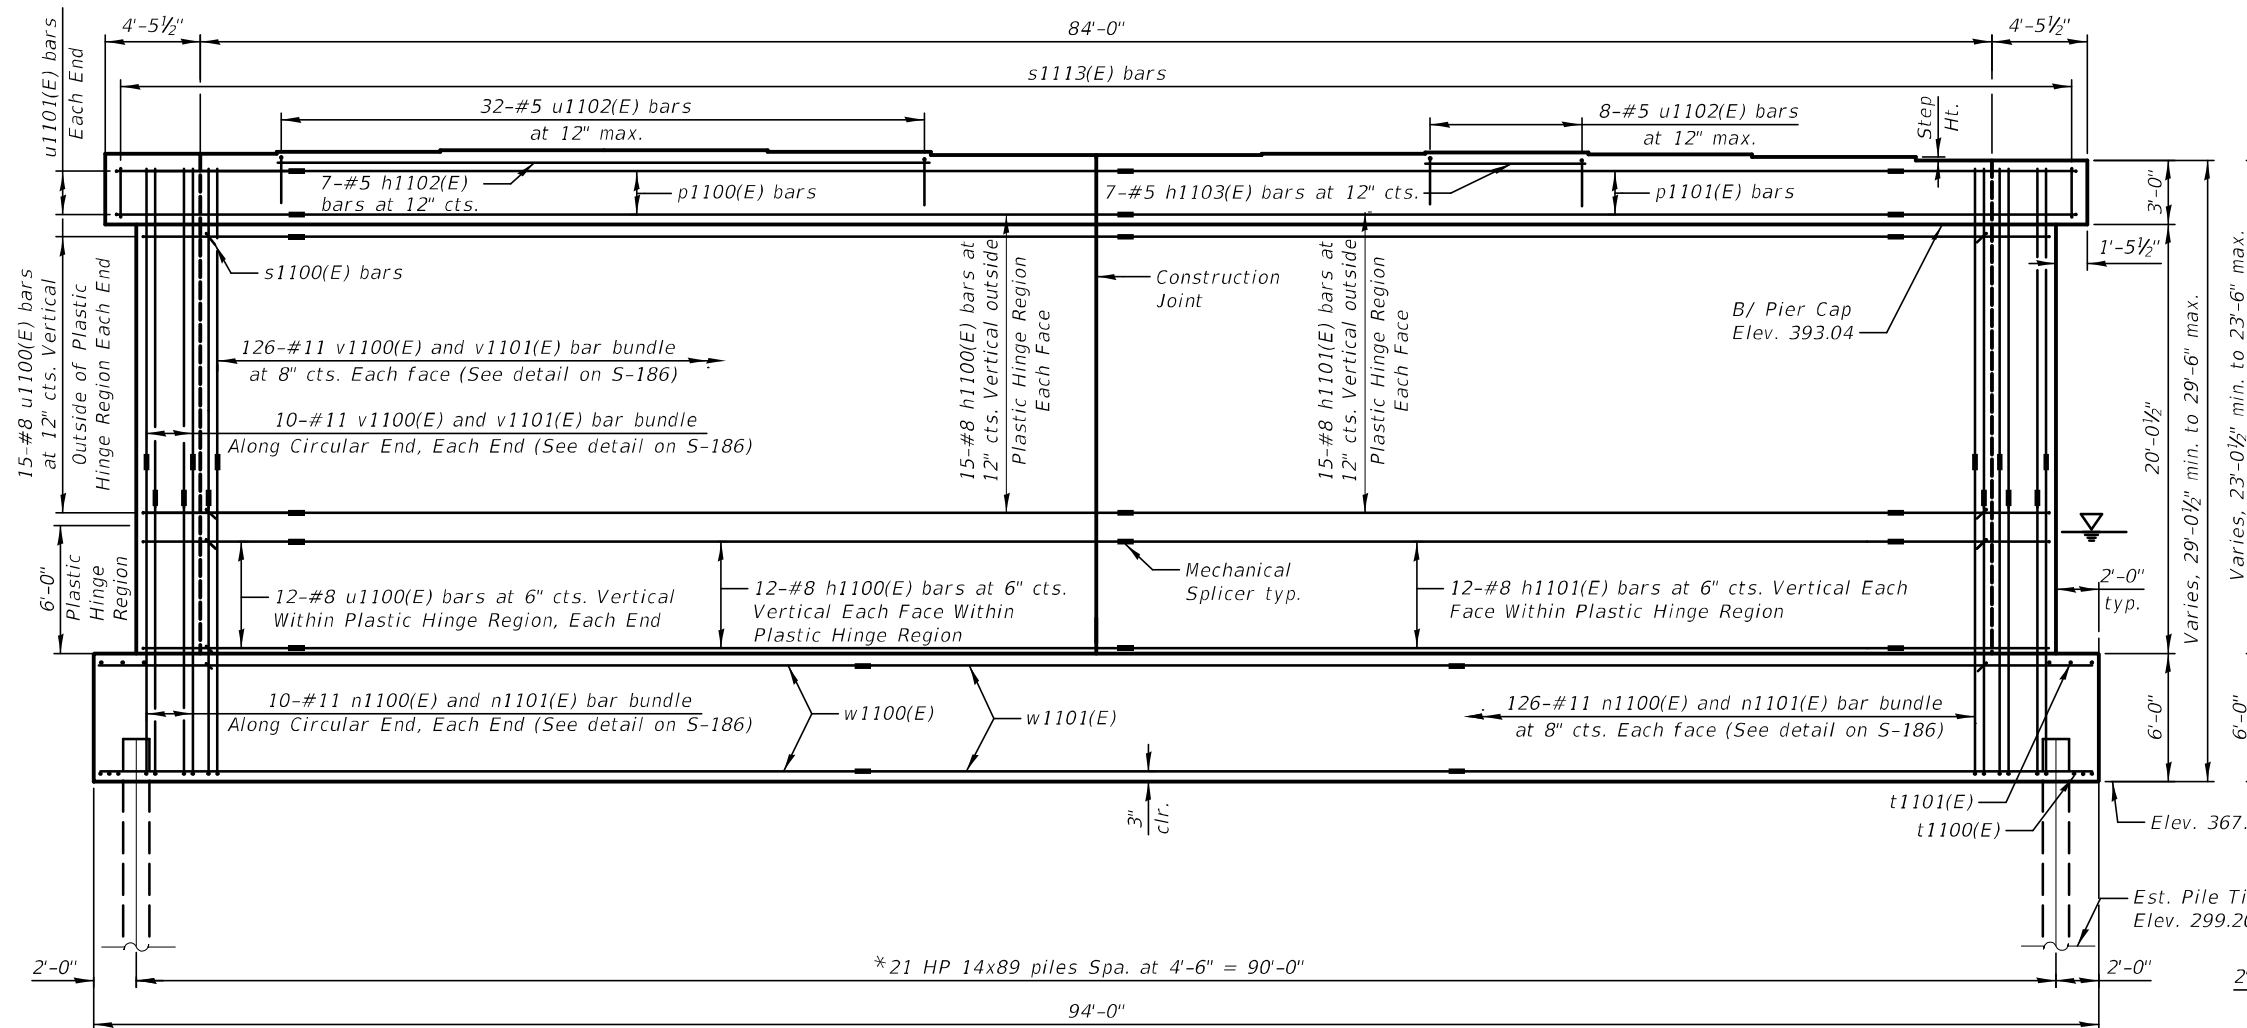 4'-5½"
84'-0"
4'-5½"
s1113(E) bars
u1101(E) bars
Each End
32-#5 u1102(E) bars
at 12" max.
8-#5 u1102(E) bars
at 12" max.
Step
Ht.
7-#5 h1102(E)
bars at 12" cts.
p1100(E) bars
7-#5 h1103(E) bars at 12" cts.
p1101(E) bars
3'-0"
1'-5½"
s1100(E) bars
Construction
Joint
B/ Pier Cap
Elev. 393.04
15-#8 u1100(E) bars
at 12" cts. Vertical
Outside of Plastic
Hinge Region Each End
15-#8 h1100(E) bars at
12" cts. Vertical outside
Plastic Hinge Region
Each Face
15-#8 h1101(E) bars at
12" cts. Vertical outside
Plastic Hinge Region
Each Face
126-#11 v1100(E) and v1101(E) bar bundle
at 8" cts. Each face (See detail on S-186)
10-#11 v1100(E) and v1101(E) bar bundle
Along Circular End, Each End (See detail on S-186)
20'-0½"
Varies, 29'-0½" min. to 29'-6" max.
Varies, 23'-0½" min. to 23'-6" max.
6'-0"
Plastic
Hinge
Region
12-#8 u1100(E) bars at 6" cts. Vertical
Within Plastic Hinge Region, Each End
12-#8 h1100(E) bars at 6" cts.
Vertical Each Face Within
Plastic Hinge Region
Mechanical
Splicer typ.
12-#8 h1101(E) bars at 6" cts. Vertical Each
Face Within Plastic Hinge Region
2'-0"
typ.
10-#11 n1100(E) and n1101(E) bar bundle
Along Circular End, Each End (See detail on S-186)
w1100(E)
w1101(E)
126-#11 n1100(E) and n1101(E) bar bundle
at 8" cts. Each face (See detail on S-186)
6'-0"
6'-0"
3"
clr.
t1101(E)
t1100(E)
Elev. 367.
Est. Pile Ti
Elev. 299.20
2'-0"
*21 HP 14x89 piles Spa. at 4'-6" = 90'-0"
2'-0"
2'
94'-0"